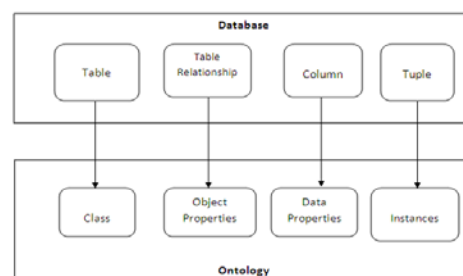 Database
Table
Table
Relationship
Column
Tuple
Class
Object
Properties
Data
Properties
Instances
Ontology